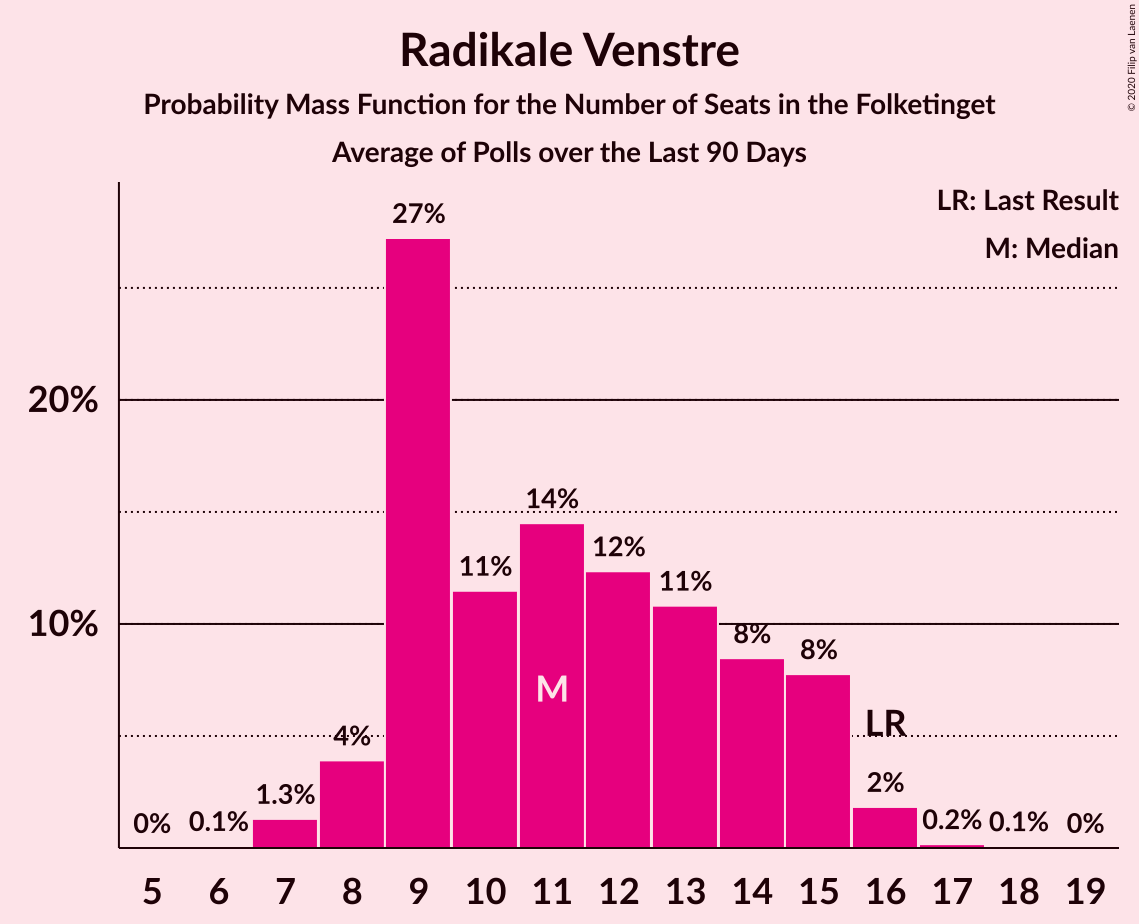 Radikale Venstre
Probability Mass Function for the Number of Seats in the Folketinget
Average of Polls over the Last 90 Days
© 2020 Filip van Laenen
LR: Last Result
M: Median
27%
20%
14%
12%
11%
11%
10%
8%
8%
M
LR
4%
2%
1.3%
0%
0.1%
0.2%
0.1%
0%
5 6 7 8 9 10 11 12 13 14 15 16 17 18 19